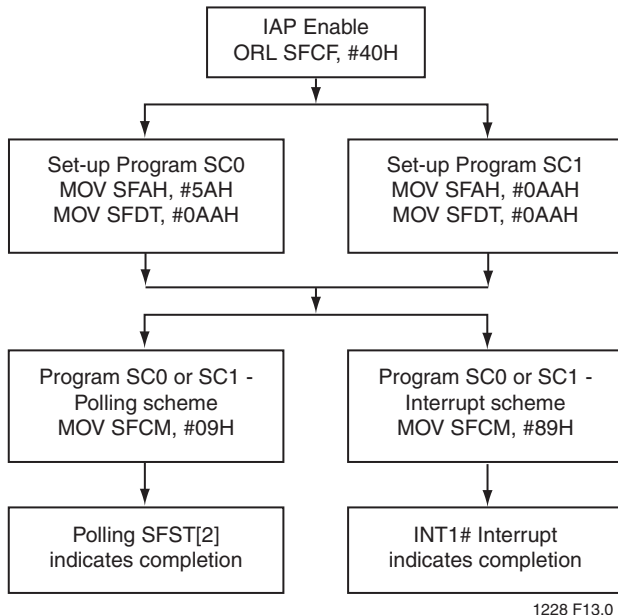 IAP Enable
ORL SFCF, #40H
Set-up Program SC0
MOV SFAH, #5AH
MOV SFDT, #0AAH
Set-up Program SC1
MOV SFAH, #0AAH
MOV SFDT, #0AAH
Program SC0 or SC1 -
Polling scheme
MOV SFCM, #09H
Program SC0 or SC1 -
Interrupt scheme
MOV SFCM, #89H
Polling SFST[2]
indicates completion
INT1# Interrupt
indicates completion
1228 F13.0